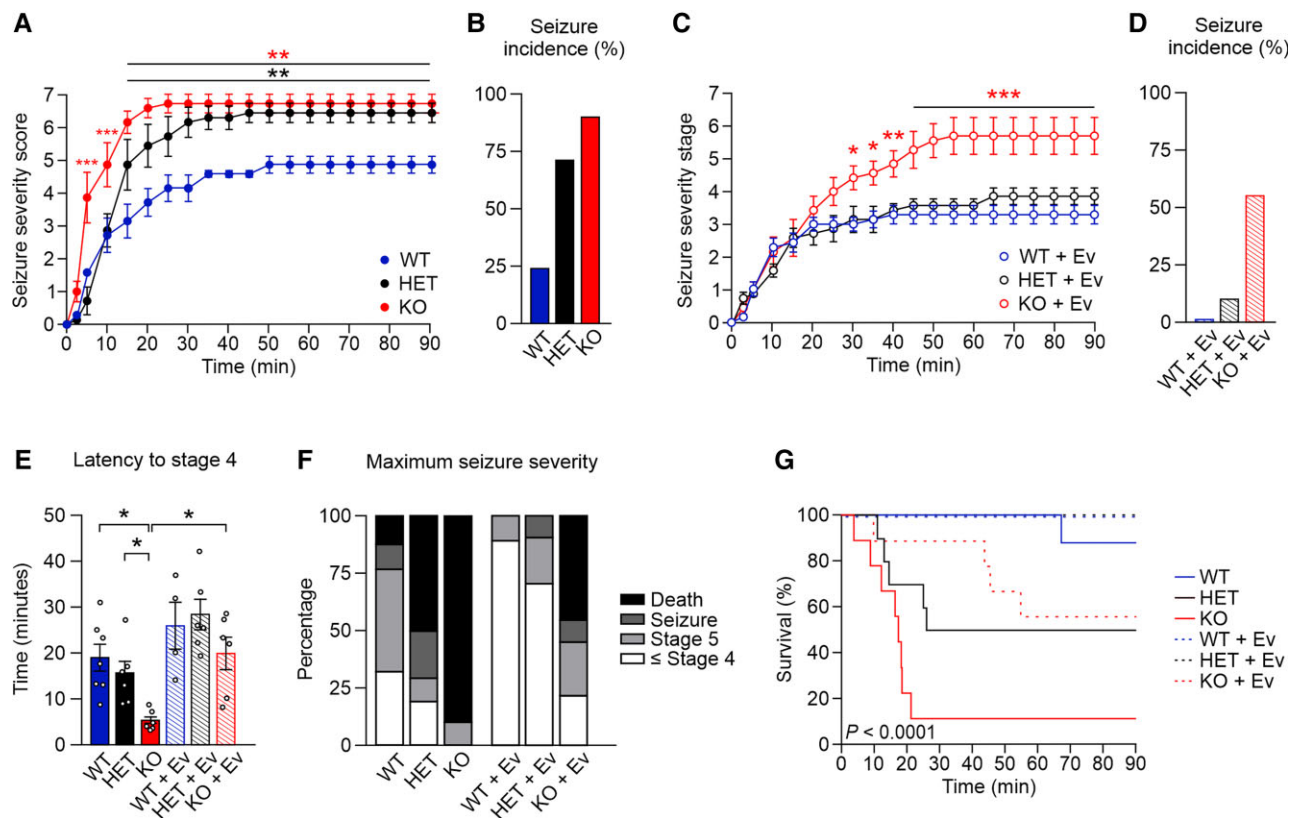 A
**
**
7
6
5
4
3
2
1
0
Seizure severity score
***
***
WT
HET
KO
0 10 20 30 40 50 60 70 80 90
Time (min)
B
Seizure
incidence (%)
100
75
50
25
0
WT
HET
KO
C
***
7
6
5
4
3
2
1
0
Seizure severity stage
* * **
WT + Ev
HET + Ev
KO + Ev
0 10 20 30 40 50 60 70 80 90
Time (min)
D
Seizure
incidence (%)
100
75
50
25
0
WT + Ev
HET + Ev
KO + Ev
E
Latency to stage 4
50
40
30
20
10
0
Time (minutes)
* *
*
WT
HET
KO
WT + Ev
HET + Ev
KO + Ev
F
Maximum seizure severity
100
75
50
25
0
Percentage
WT
HET
KO
WT + Ev
HET + Ev
KO + Ev
Death
Seizure
Stage 5
≤ Stage 4
G
100
80
60
40
20
0
Survival (%)
P < 0.0001
0 10 20 30 40 50 60 70 80 90
Time (min)
WT
HET
KO
WT + Ev
HET + Ev
KO + Ev